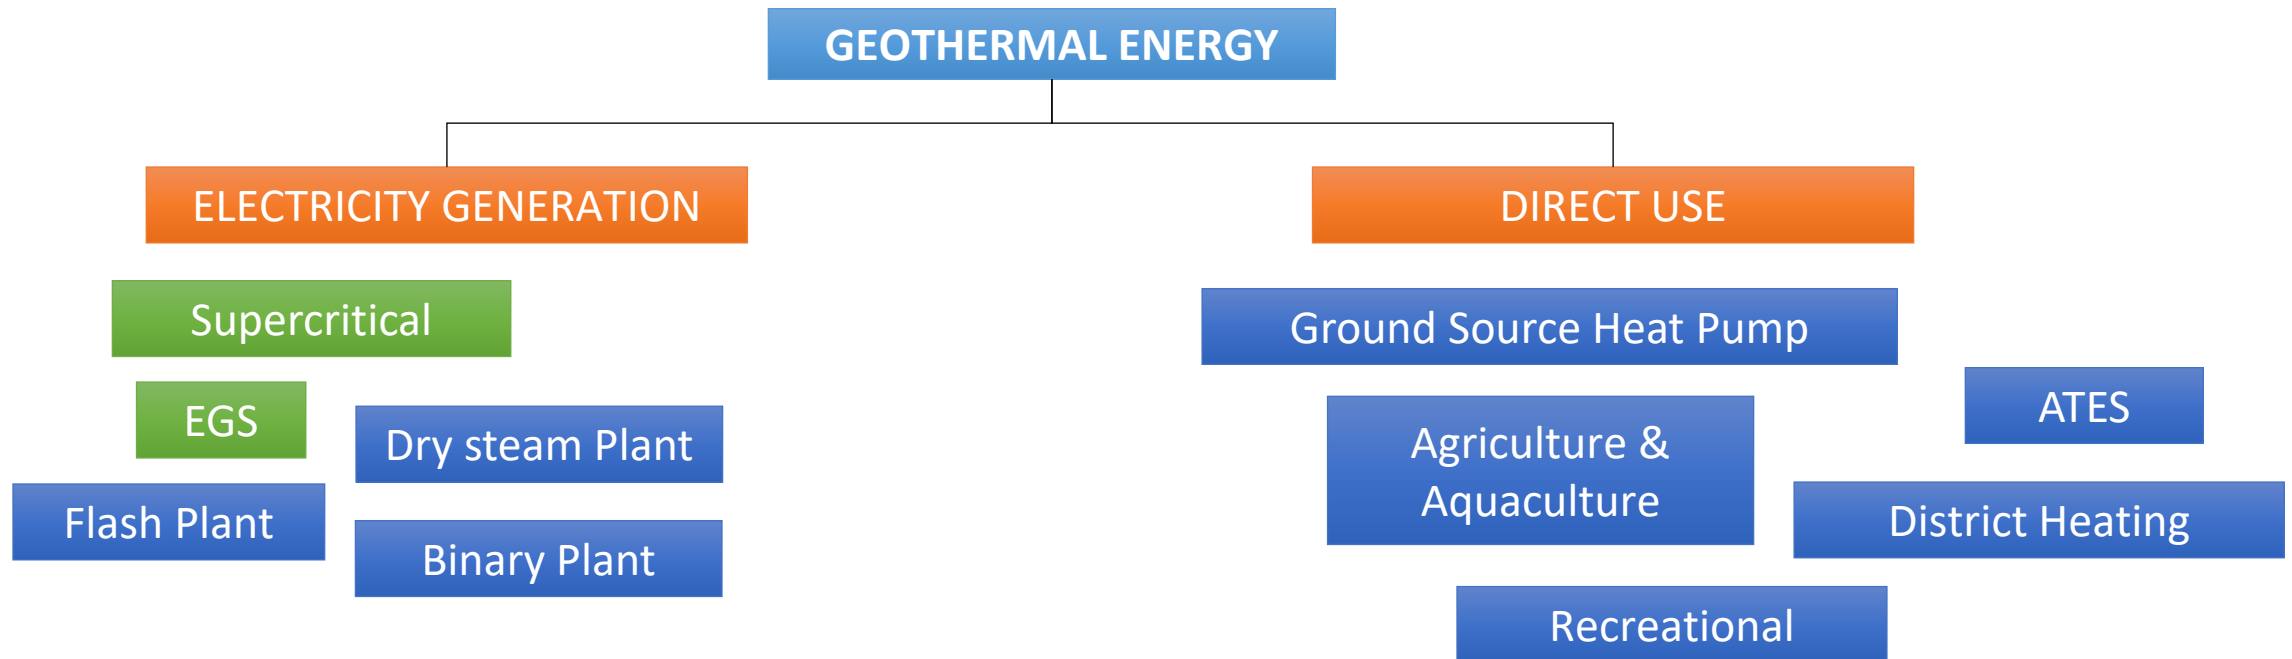 GEOTHERMAL ENERGY
ELECTRICITY GENERATION
Supercritical
EGS
Dry steam Plant
Flash Plant
Binary Plant
DIRECT USE
Ground Source Heat Pump
ATES
Agriculture &
Aquaculture
District Heating
Recreational